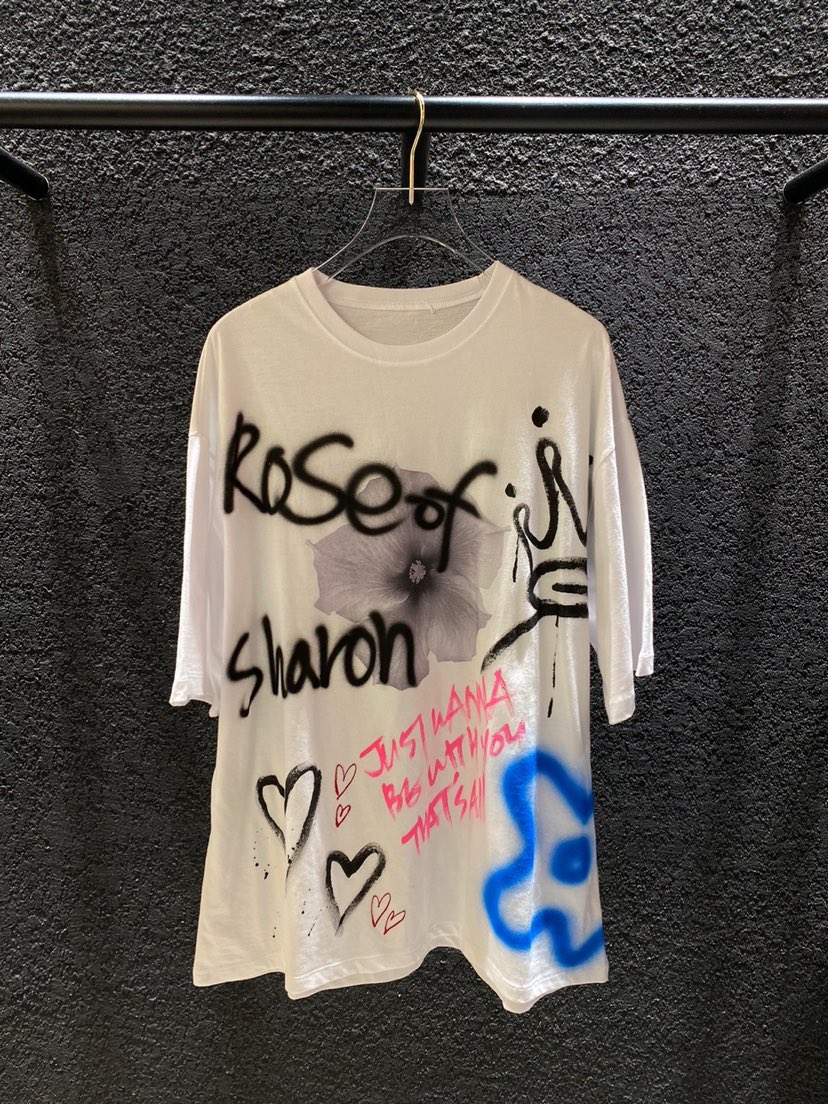 Rose of
Sharon
JUST WANNA
BE WITH YOU
THAT'S All